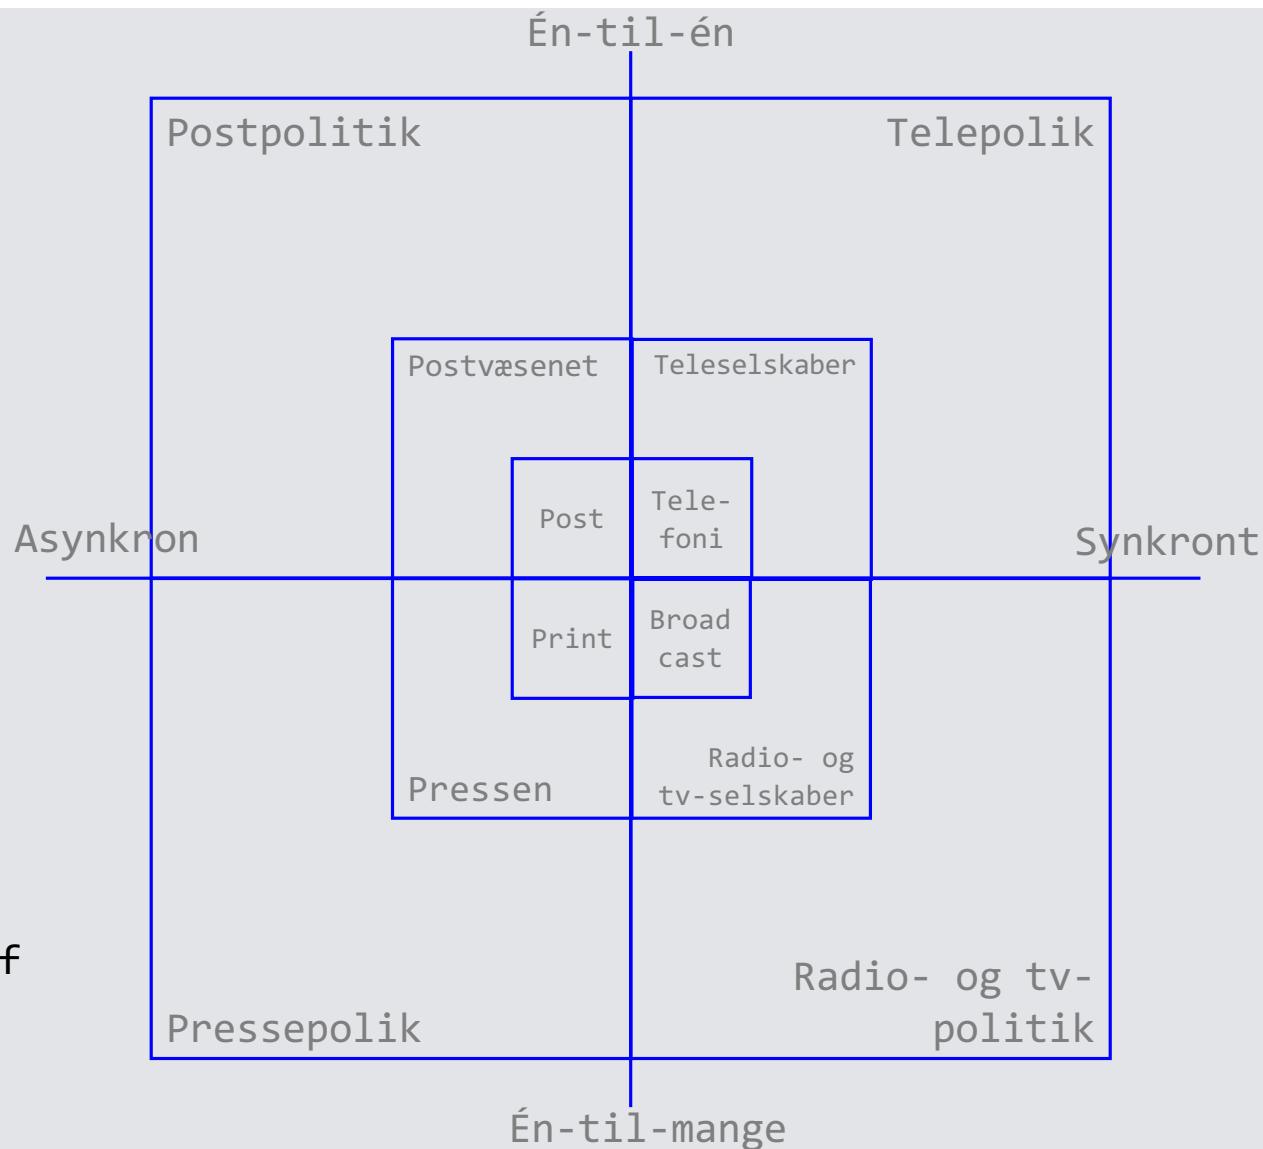 Én-til-én
Postpolitik
Telepolik
Postvæsenet
Teleselskaber
Post
Tele-
foni
Asynkron
Synkront
Print
Broad
cast
Pressen
Radio- og
tv-selskaber
f
Pressepolik
Radio- og tv-
politik
Én-til-mange